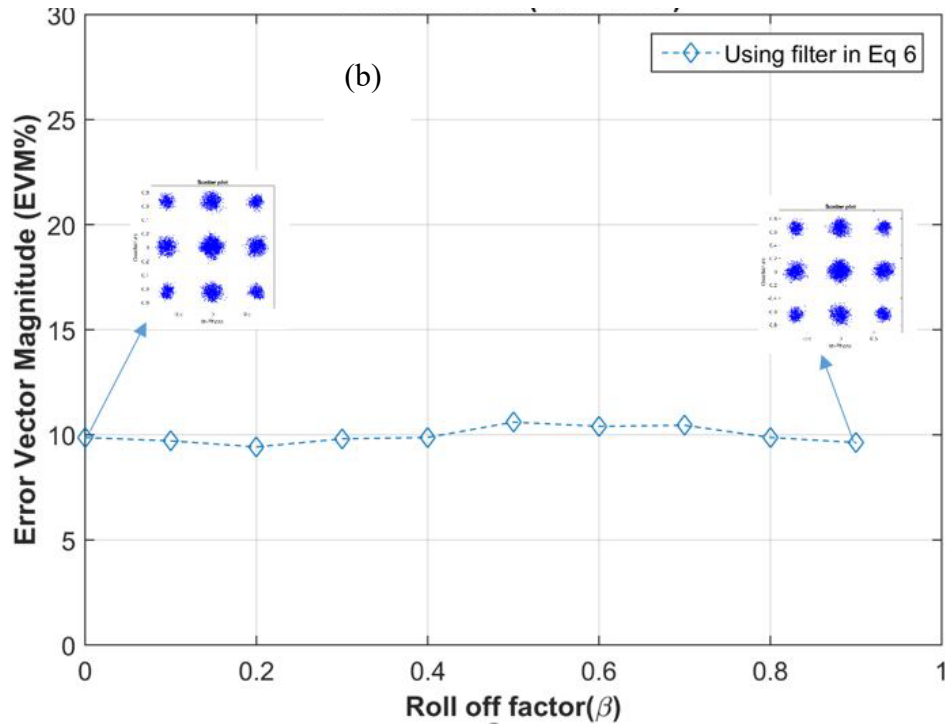 30
Using filter in Eq 6
(b)
25
Scatter plot
20
Scatter plot
15
10
5
0
Error Vector Magnitude (EVM%)
0 0.2 0.4 0.6 0.8 1
Roll off factor(β)